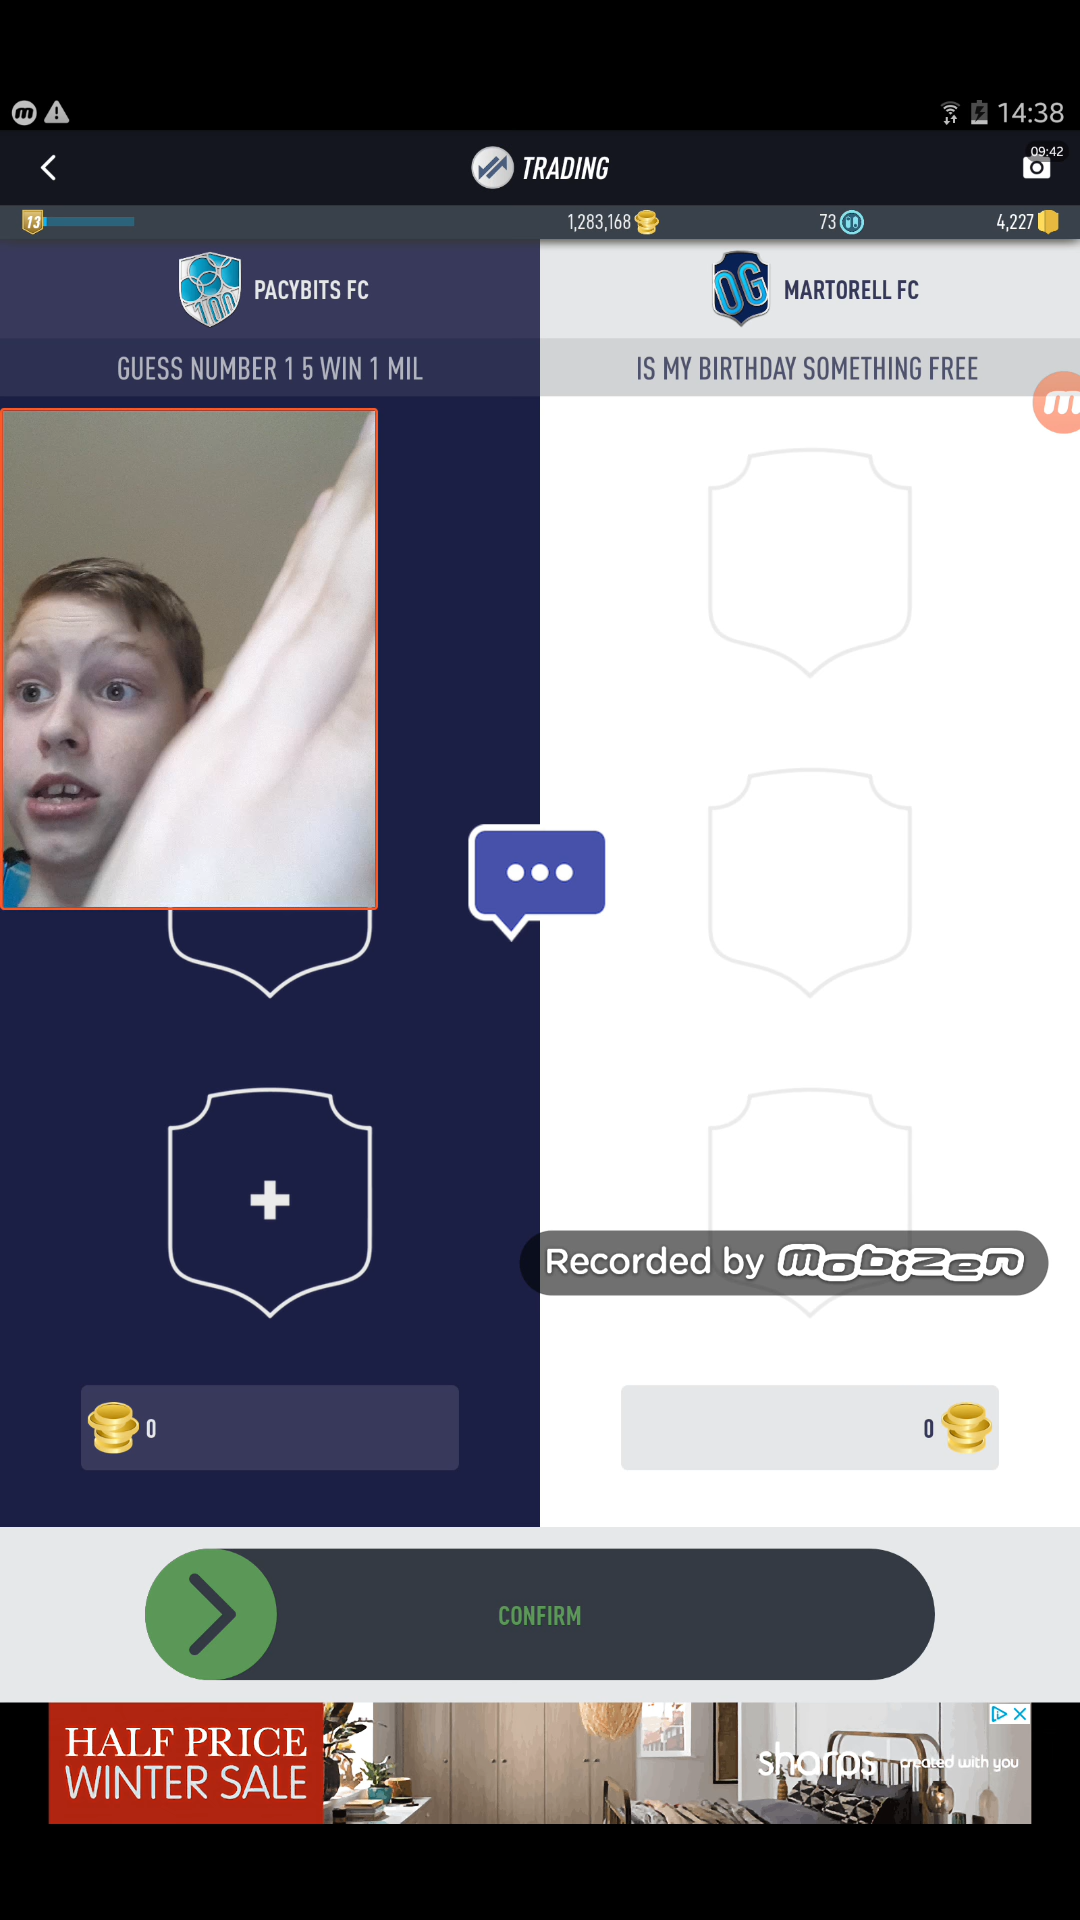 14:38
TRADING
09:42
13
1,283,168
73
4,227
100
PACYBITS FC
OG
MARTORELL FC
GUESS NUMBER 1 5 WIN 1 MIL
IS MY BIRTHDAY SOMETHING FREE
m
Recorded by mobizen
0
0
CONFIRM
HALF PRICE
WINTER SALE
sharps
created with you